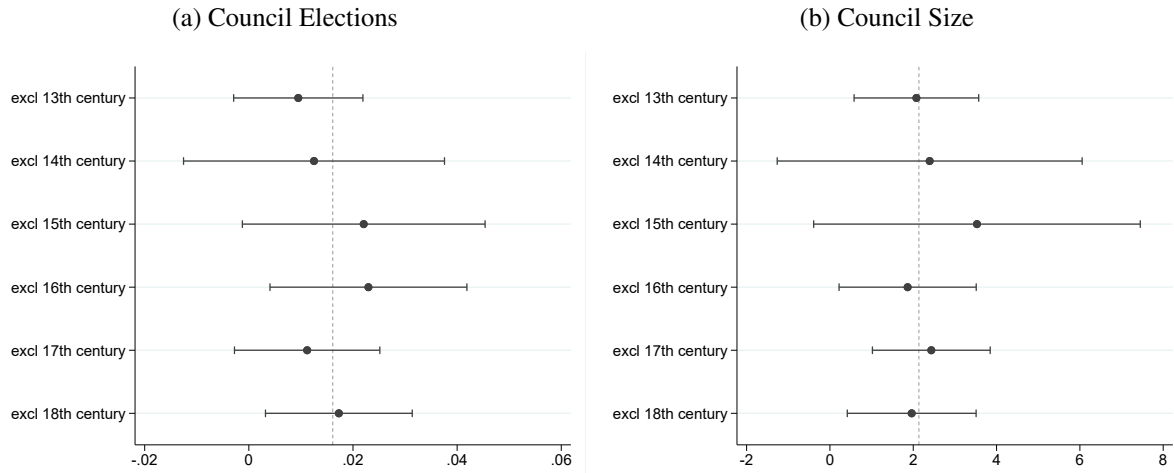 (a) Council Elections
excl 13th century
excl 14th century
excl 15th century
excl 16th century
excl 17th century
excl 18th century
-.02 0 .02 .04 .06
(b) Council Size
excl 13th century
excl 14th century
excl 15th century
excl 16th century
excl 17th century
excl 18th century
-2 0 2 4 6 8